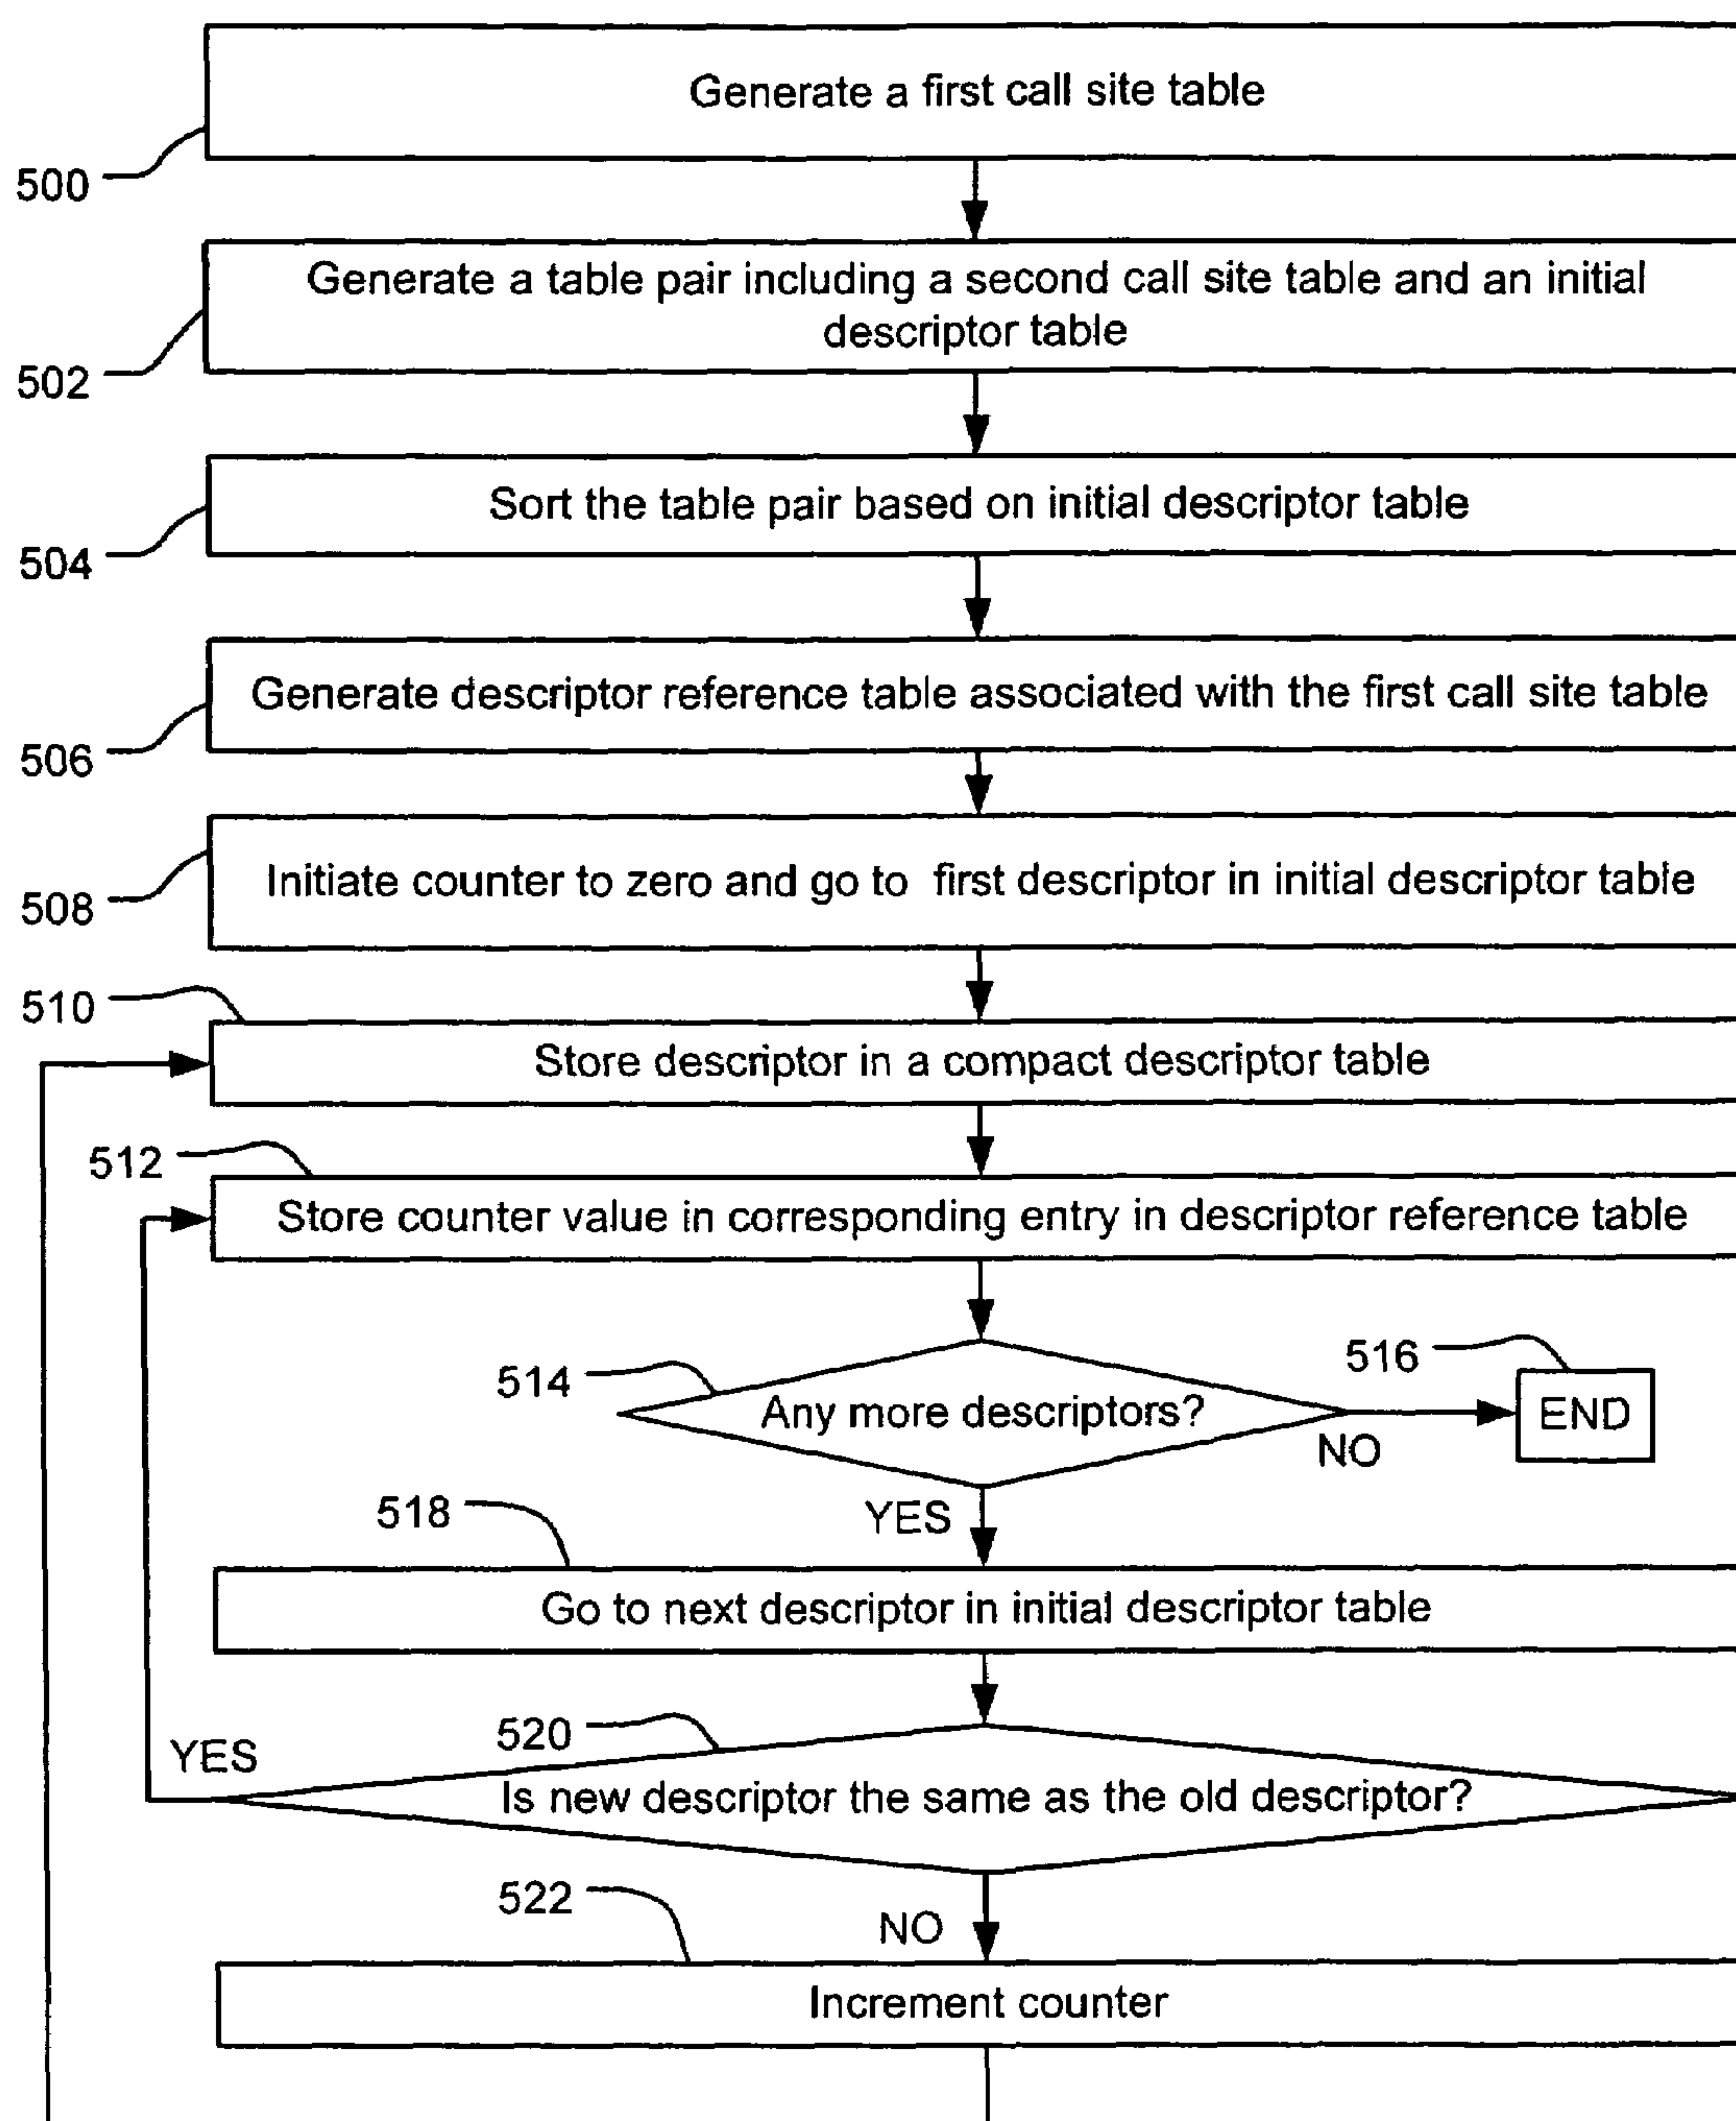 Generate a first call site table
500
Generate a table pair including a second call site table and an initial
descriptor table
502
Sort the table pair based on initial descriptor table
504
Generate descriptor reference table associated with the first call site table
506
Initiate counter to zero and go to first descriptor in initial descriptor table
508
510
Store descriptor in a compact descriptor table
512
Store counter value in corresponding entry in descriptor reference table
514
516
Any more descriptors?
END
NO
YES
518
Go to next descriptor in initial descriptor table
520
YES
Is new descriptor the same as the old descriptor?
522
NO
Increment counter